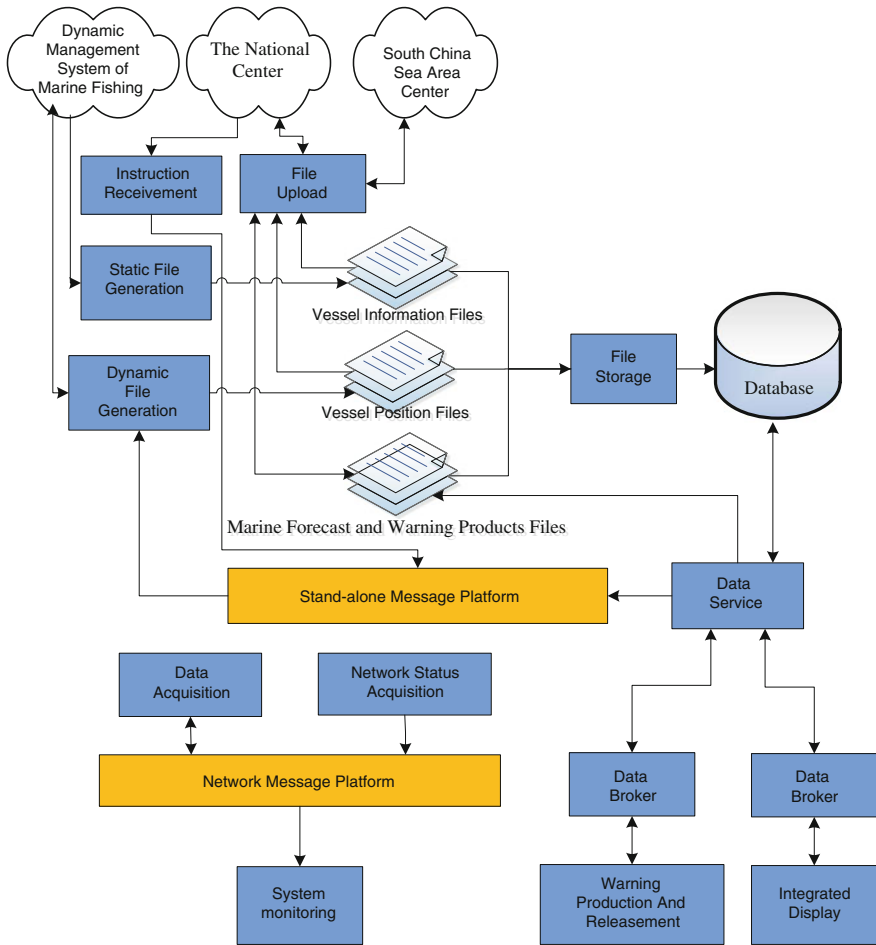 Dynamic
Management
System of
Marine Fishing
The National
Center
South China
Sea Area
Center
Instruction
Receivement
File
Upload
Static File
Generation
Vessel Information Files
Dynamic
File
Generation
Vessel Position Files
File
Storage
Database
Marine Forecast and Warning Products Files
Stand-alone Message Platform
Data
Service
Data
Acquisition
Network Status
Acquisition
Network Message Platform
Data
Broker
Data
Broker
System
monitoring
Warning
Production And
Releasement
Integrated
Display